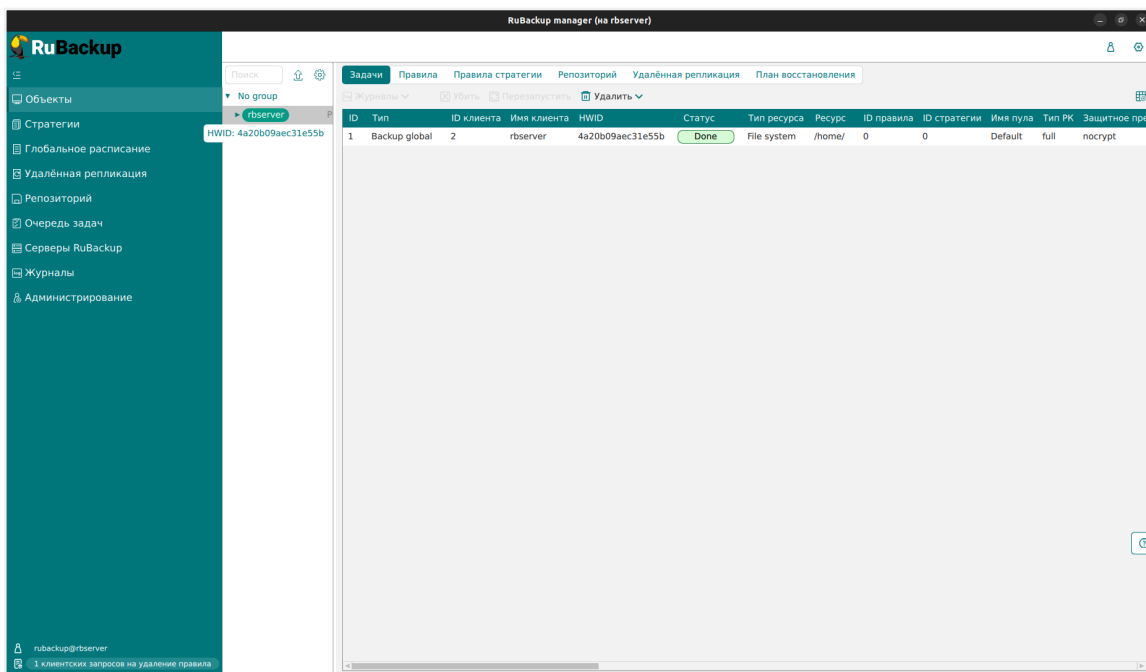 RuBackup manager (на rbserver)
RuBackup
Объекты
Стратегии
Глобальное расписание
Удалённая репликация
Репозиторий
Очередь задач
Серверы RuBackup
Журналы
Администрирование
rubackup@rbserver
1 клиентских запросов на удаление правила
Поиск
No group
rbserver
HWID: 4a20b09aec31e55b
Задачи Правила Правила стратегии Репозиторий Удалённая репликация План восстановления
Журналы Убить Перезапустить Удалить
ID Тип ID клиента Имя клиента HWID Статус Тип ресурса Ресурс ID правила ID стратегии Имя пула Тип РК Защитное пре
1 Backup global 2 rbserver 4a20b09aec31e55b Done File system /home/ 0 0 Default full nocrypt